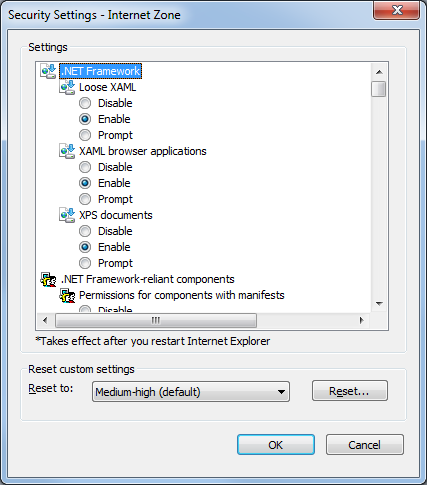 Security Settings - Internet Zone
Settings
.NET Framework
Loose XAML
Disable
Enable
Prompt
XAML browser applications
Disable
Enable
Prompt
XPS documents
Disable
Enable
Prompt
.NET Framework-reliant components
Permissions for components with manifests
Disable
*Takes effect after you restart Internet Explorer
Reset custom settings
Reset to: Medium-high (default) Reset...
OK Cancel